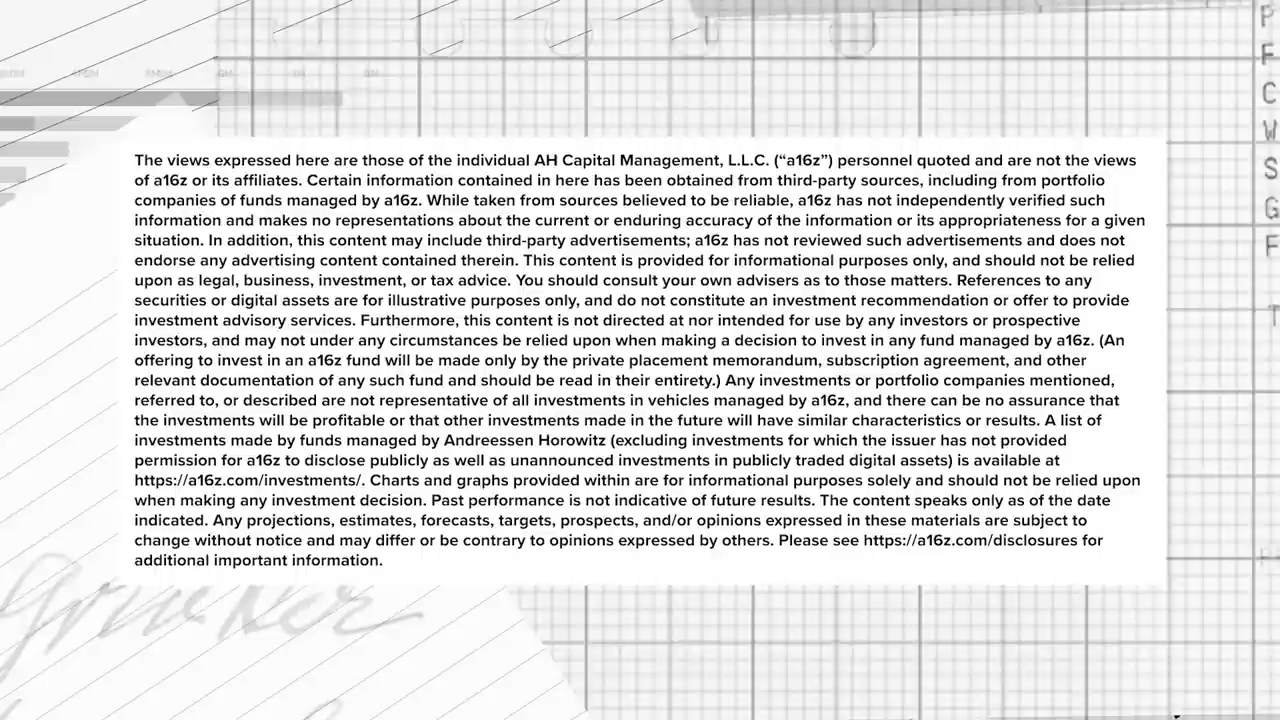 P
F
C
W
S
G
F
The views expressed here are those of the individual AH Capital Management, L.L.C. (“a16z”) personnel quoted and are not the views
of a16z or its affiliates. Certain information contained in here has been obtained from third-party sources, including from portfolio
companies of funds managed by a16z. While taken from sources believed to be reliable, a16z has not independently verified such
information and makes no representations about the current or enduring accuracy of the information or its appropriateness for a given
situation. In addition, this content may include third-party advertisements; a16z has not reviewed such advertisements and does not
endorse any advertising content contained therein. This content is provided for informational purposes only, and should not be relied
upon as legal, business, investment, or tax advice. You should consult your own advisers as to those matters. References to any
securities or digital assets are for illustrative purposes only, and do not constitute an investment recommendation or offer to provide
investment advisory services. Furthermore, this content is not directed at nor intended for use by any investors or prospective
investors, and may not under any circumstances be relied upon when making a decision to invest in any fund managed by a16z. (An
offering to invest in an a16z fund will be made only by the private placement memorandum, subscription agreement, and other
relevant documentation of any such fund and should be read in their entirety.) Any investments or portfolio companies mentioned,
referred to, or described are not representative of all investments in vehicles managed by a16z, and there can be no assurance that
the investments will be profitable or that other investments made in the future will have similar characteristics or results. A list of
investments made by funds managed by Andreessen Horowitz (excluding investments for which the issuer has not provided
permission for a16z to disclose publicly as well as unannounced investments in publicly traded digital assets) is available at
https://a16z.com/investments/. Charts and graphs provided within are for informational purposes solely and should not be relied upon
when making any investment decision. Past performance is not indicative of future results. The content speaks only as of the date
indicated. Any projections, estimates, forecasts, targets, prospects, and/or opinions expressed in these materials are subject to
change without notice and may differ or be contrary to opinions expressed by others. Please see https://a16z.com/disclosures for
additional important information.